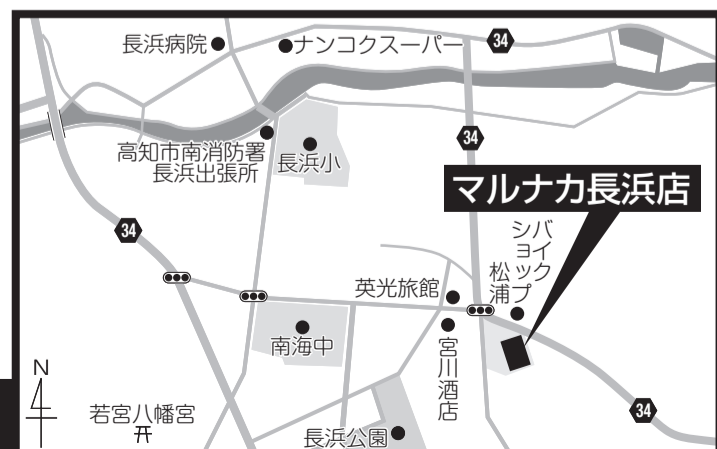 長浜病院
ナンコクスーパー
34
高知市南消防署
長浜出張所
長浜小
34
マルナカ長浜店
34
バイク
ショップ
松浦
英光旅館
南海中
宮川酒店
N
若宮八幡宮
長浜公園
34